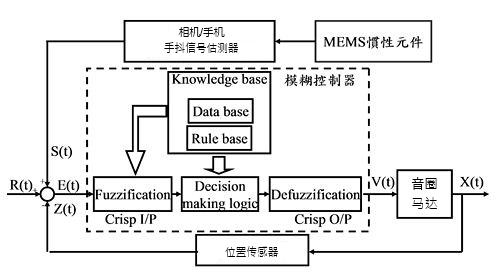 相机/手机
手抖信号估测器
MEMS惯性元件
Knowledge base
模糊控制器
Data base
Rule base
S(t)
R(t)
+
+
E(t)
-
Z(t)
Fuzzification
Decision
making logic
Defuzzification
V(t)
音圈
马达
X(t)
Crisp I/P
Crisp O/P
位置传感器